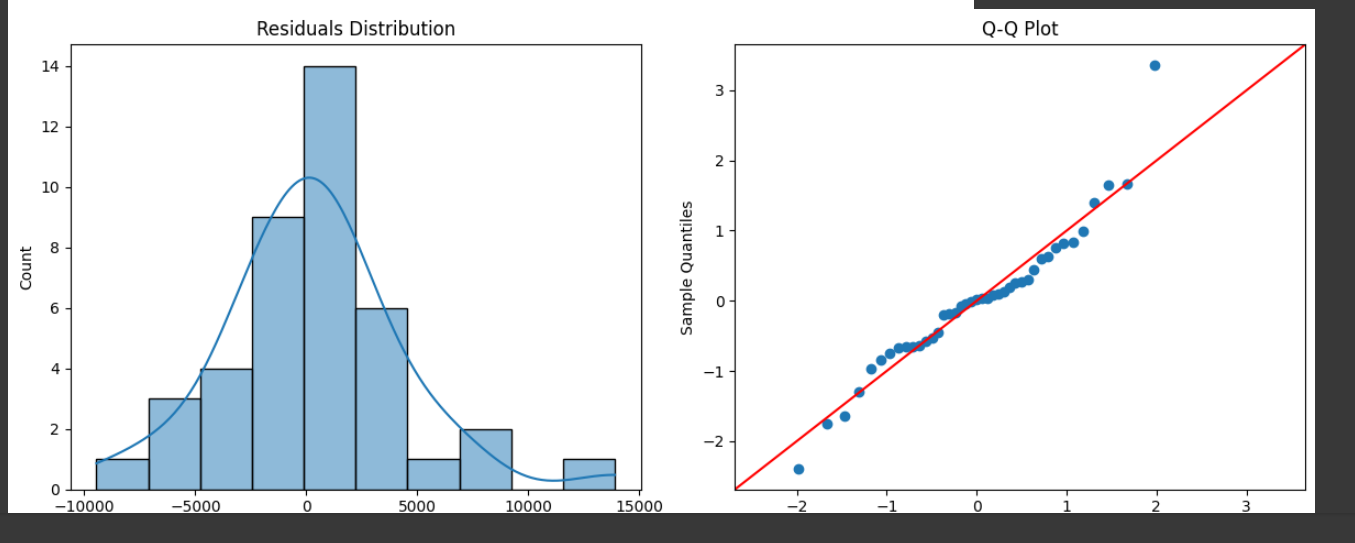 Residuals Distribution
14
12
10
8
6
4
2
0
Count
−10000 −5000 0 5000 10000 15000
Q-Q Plot
3
2
1
0
−1
−2
Sample Quantiles
−2 −1 0 1 2 3